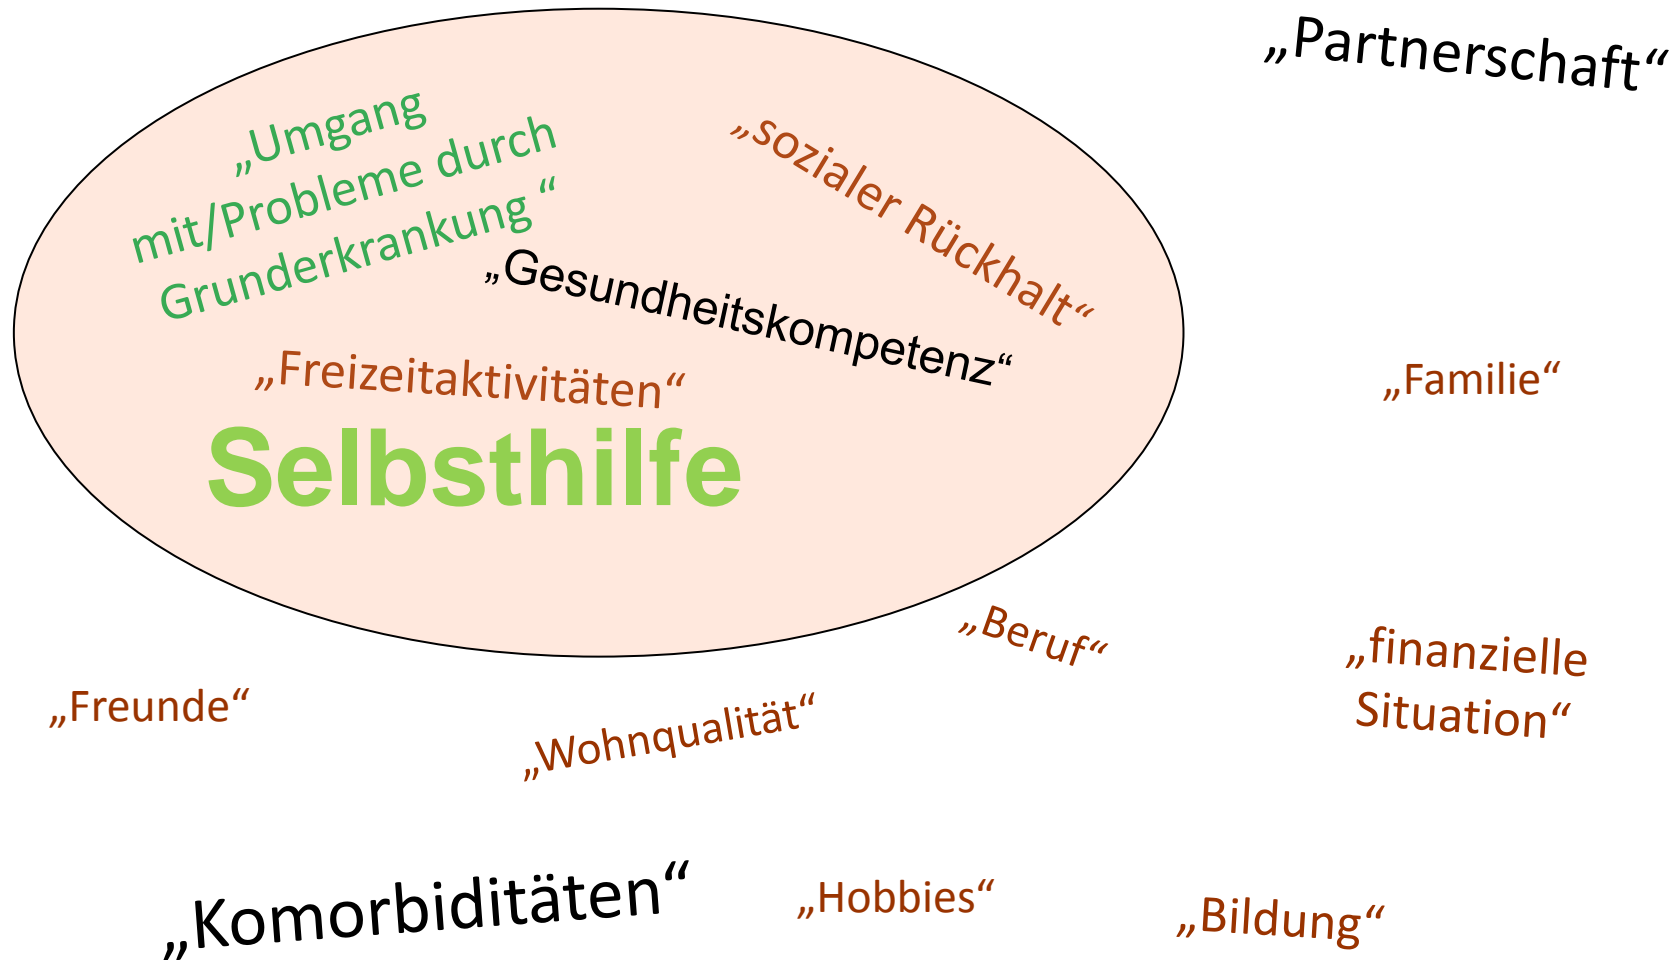 „Partnerschaft“
„Umgang
mit/Probleme durch
Grunderkrankung “
„sozialer Rückhalt“
„Gesundheitskompetenz“
„Freizeitaktivitäten“
„Familie“
Selbsthilfe
„Beruf“
„finanzielle
Situation“
„Freunde“
„Wohnqualität“
„Komorbiditäten“
„Hobbies“
„Bildung“